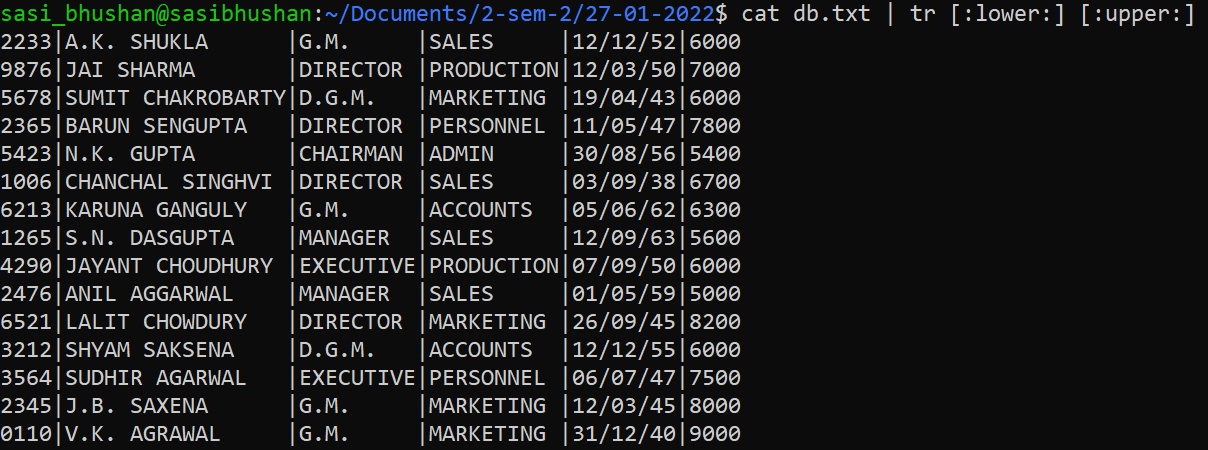 sasi_bhushan@sasibhushan:~/Documents/2-sem-2/27-01-2022$ cat db.txt | tr [:lower:] [:upper:]
2233|A.K. SHUKLA      |G.M.     |SALES     |12/12/52|6000
9876|JAI SHARMA       |DIRECTOR |PRODUCTION|12/03/50|7000
5678|SUMIT CHAKROBARTY|D.G.M.   |MARKETING |19/04/43|6000
2365|BARUN SENGUPTA   |DIRECTOR |PERSONNEL |11/05/47|7800
5423|N.K. GUPTA       |CHAIRMAN |ADMIN     |30/08/56|5400
1006|CHANCHAL SINGHVI |DIRECTOR |SALES     |03/09/38|6700
6213|KARUNA GANGULY   |G.M.     |ACCOUNTS  |05/06/62|6300
1265|S.N. DASGUPTA    |MANAGER  |SALES     |12/09/63|5600
4290|JAYANT CHOUDHURY |EXECUTIVE|PRODUCTION|07/09/50|6000
2476|ANIL AGGARWAL    |MANAGER  |SALES     |01/05/59|5000
6521|LALIT CHOWDURY   |DIRECTOR |MARKETING |26/09/45|8200
3212|SHYAM SAKSENA    |D.G.M.   |ACCOUNTS  |12/12/55|6000
3564|SUDHIR AGARWAL   |EXECUTIVE|PERSONNEL |06/07/47|7500
2345|J.B. SAXENA      |G.M.     |MARKETING |12/03/45|8000
0110|V.K. AGRAWAL     |G.M.     |MARKETING |31/12/40|9000